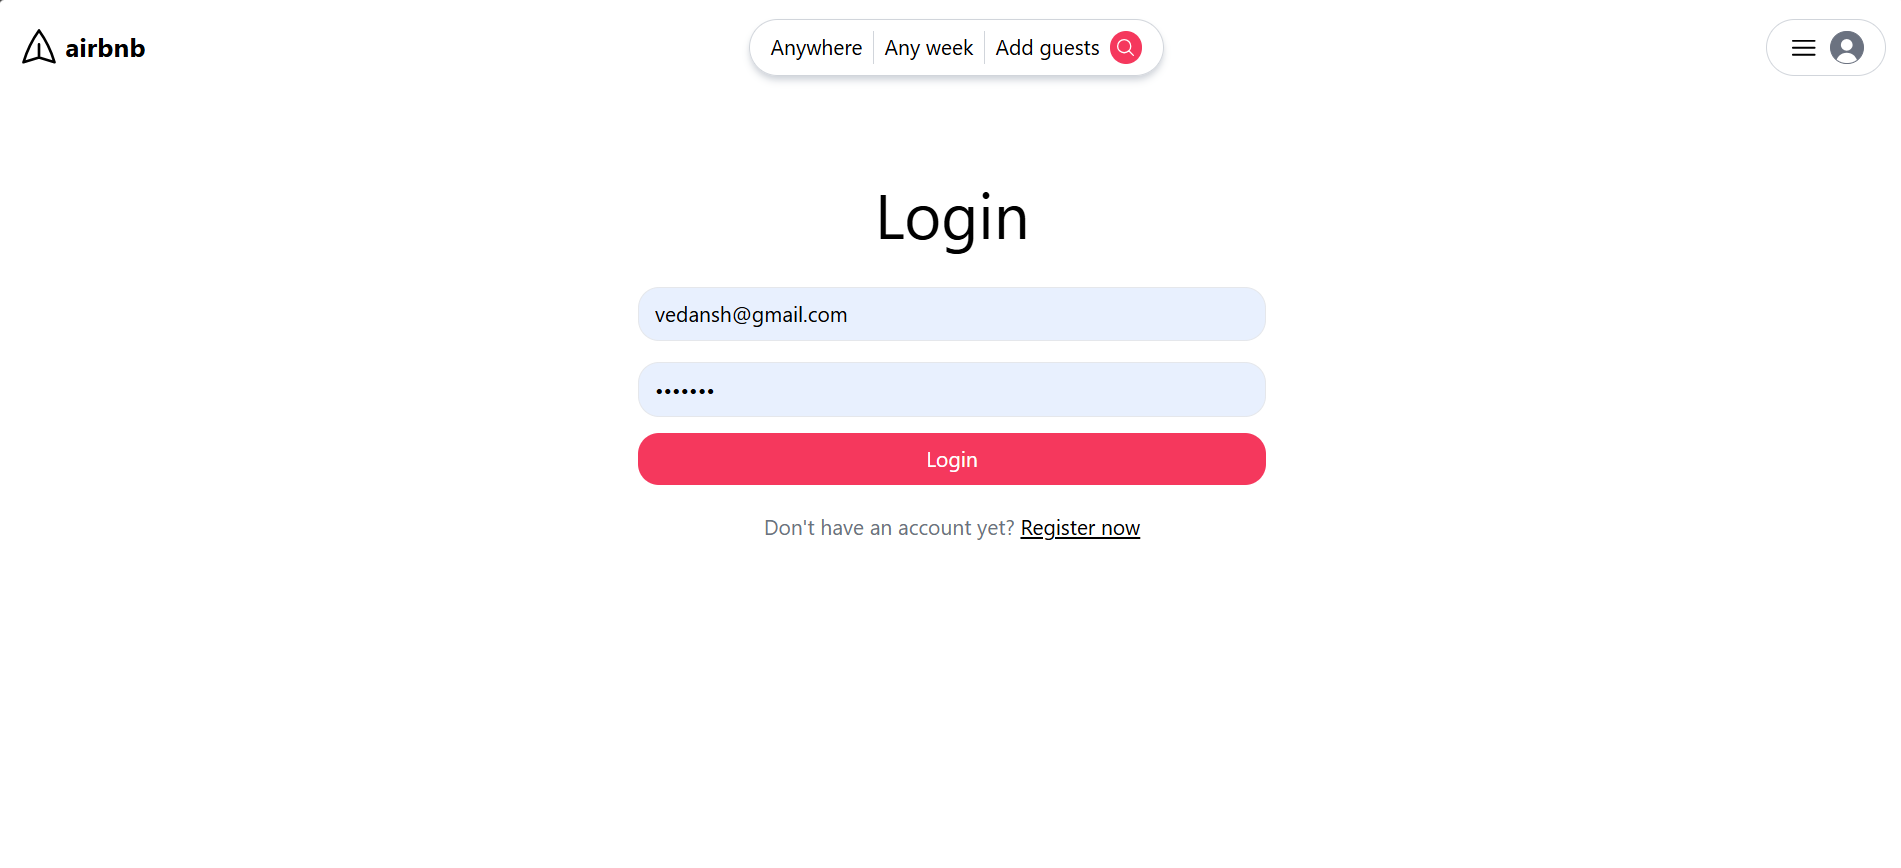 airbnb
Anywhere Any week Add guests
Login
vedansh@gmail.com
•••••••
Login
Don't have an account yet? Register now